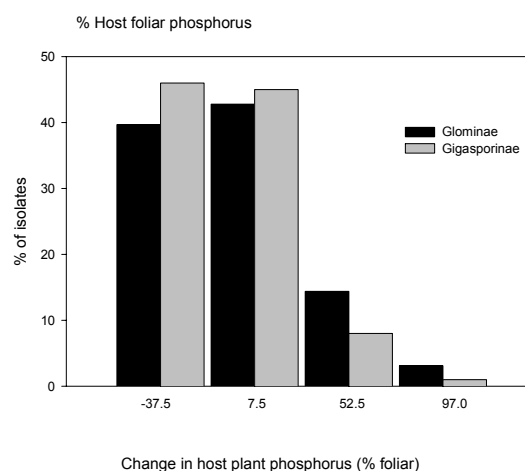 % Host foliar phosphorus
50
40
30
20
10
0
% of isolates
Glominae
Gigasporinae
-37.5 7.5 52.5 97.0
Change in host plant phosphorus (% foliar)